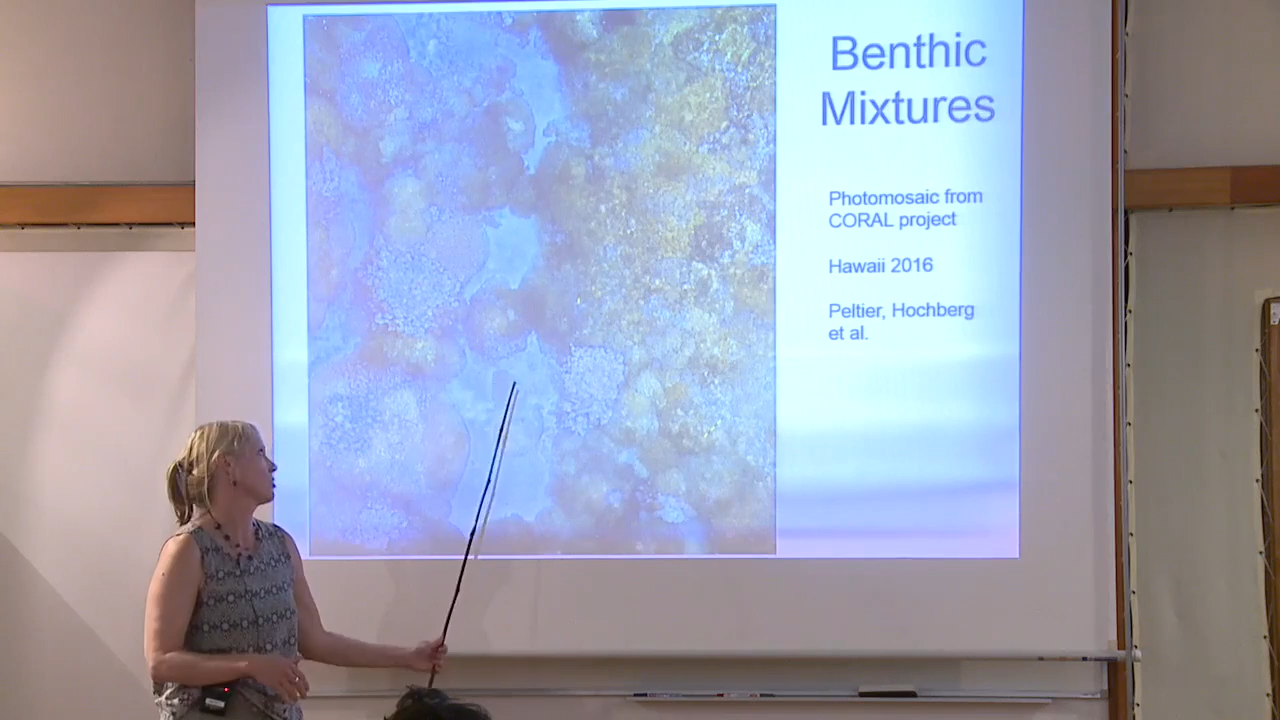 Benthic
Mixtures
Photomosaic from
CORAL project
Hawaii 2016
Peltier, Hochberg
et al.